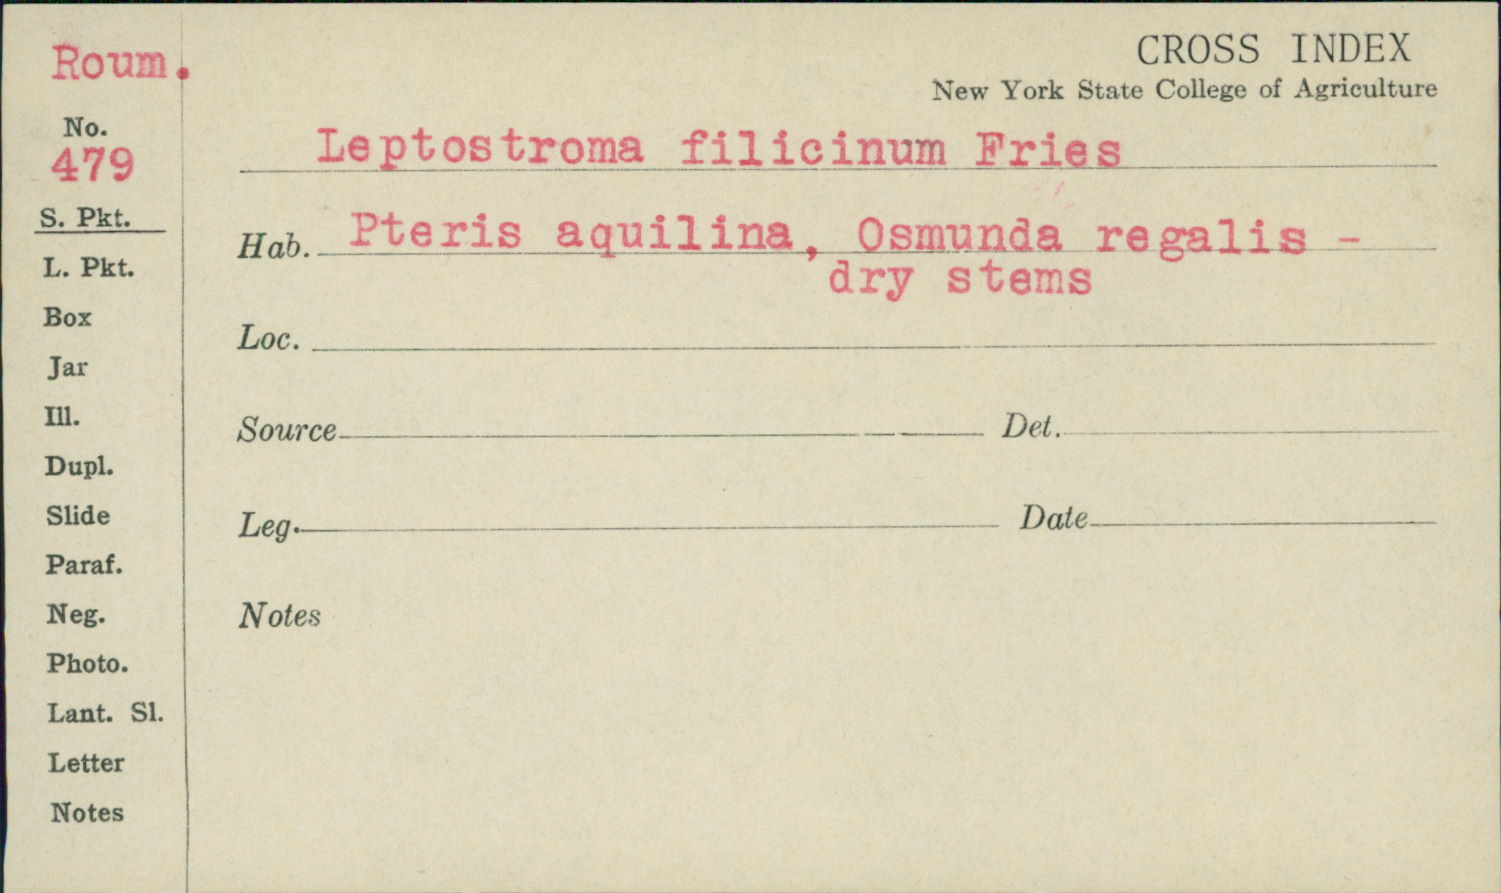 Roum.
No.
479
S. Pkt.
L. Pkt.
Box
Jar
Ill.
Dupl.
Slide
Paraf.
Neg.
Photo.
Lant. Sl.
Letter
Notes
CROSS INDEX
New York State College of Agriculture
Leptostroma filicinum Fries
Hab. Pteris aquilina, Osmunda regalis -
dry stems
Loc.
Source Det.
Leg. Date
Notes